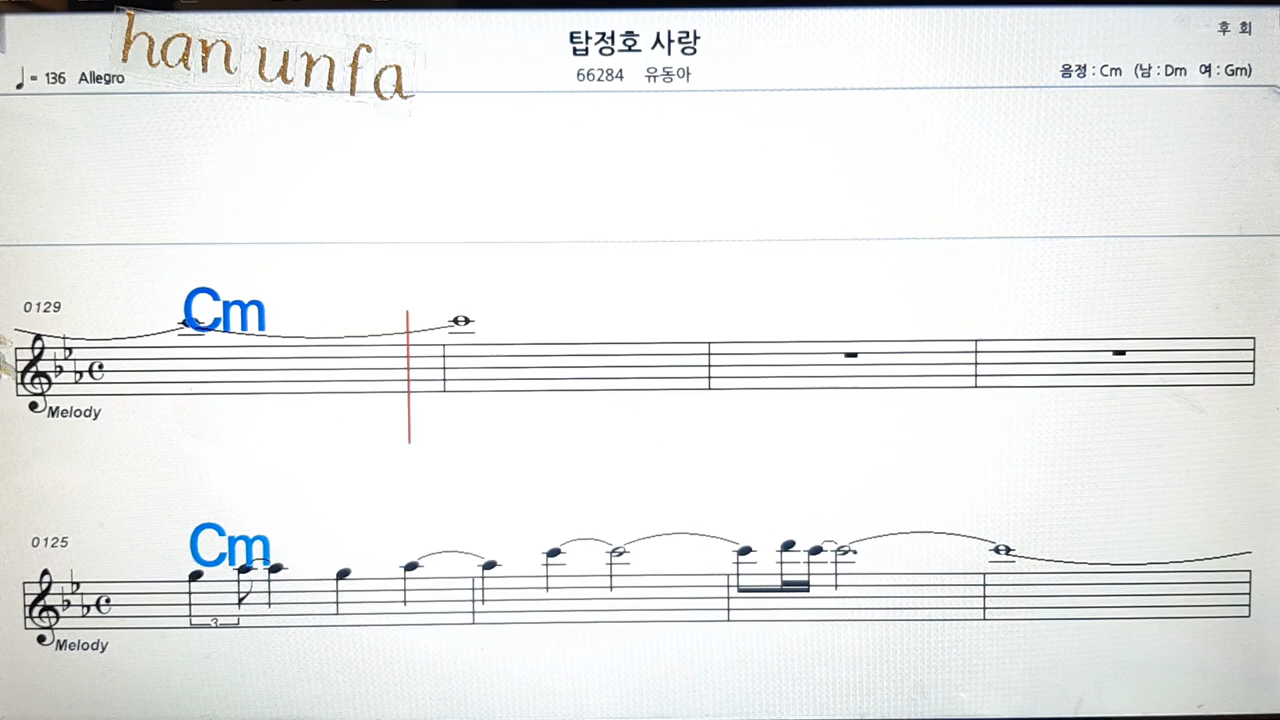 han unfa
탑정호 사랑
후 회
♩= 136 Allegro
66284 유동아
음정 : Cm (남 : Dm 여 : Gm)
Cm
0129
Melody
Cm
0125
3
Melody